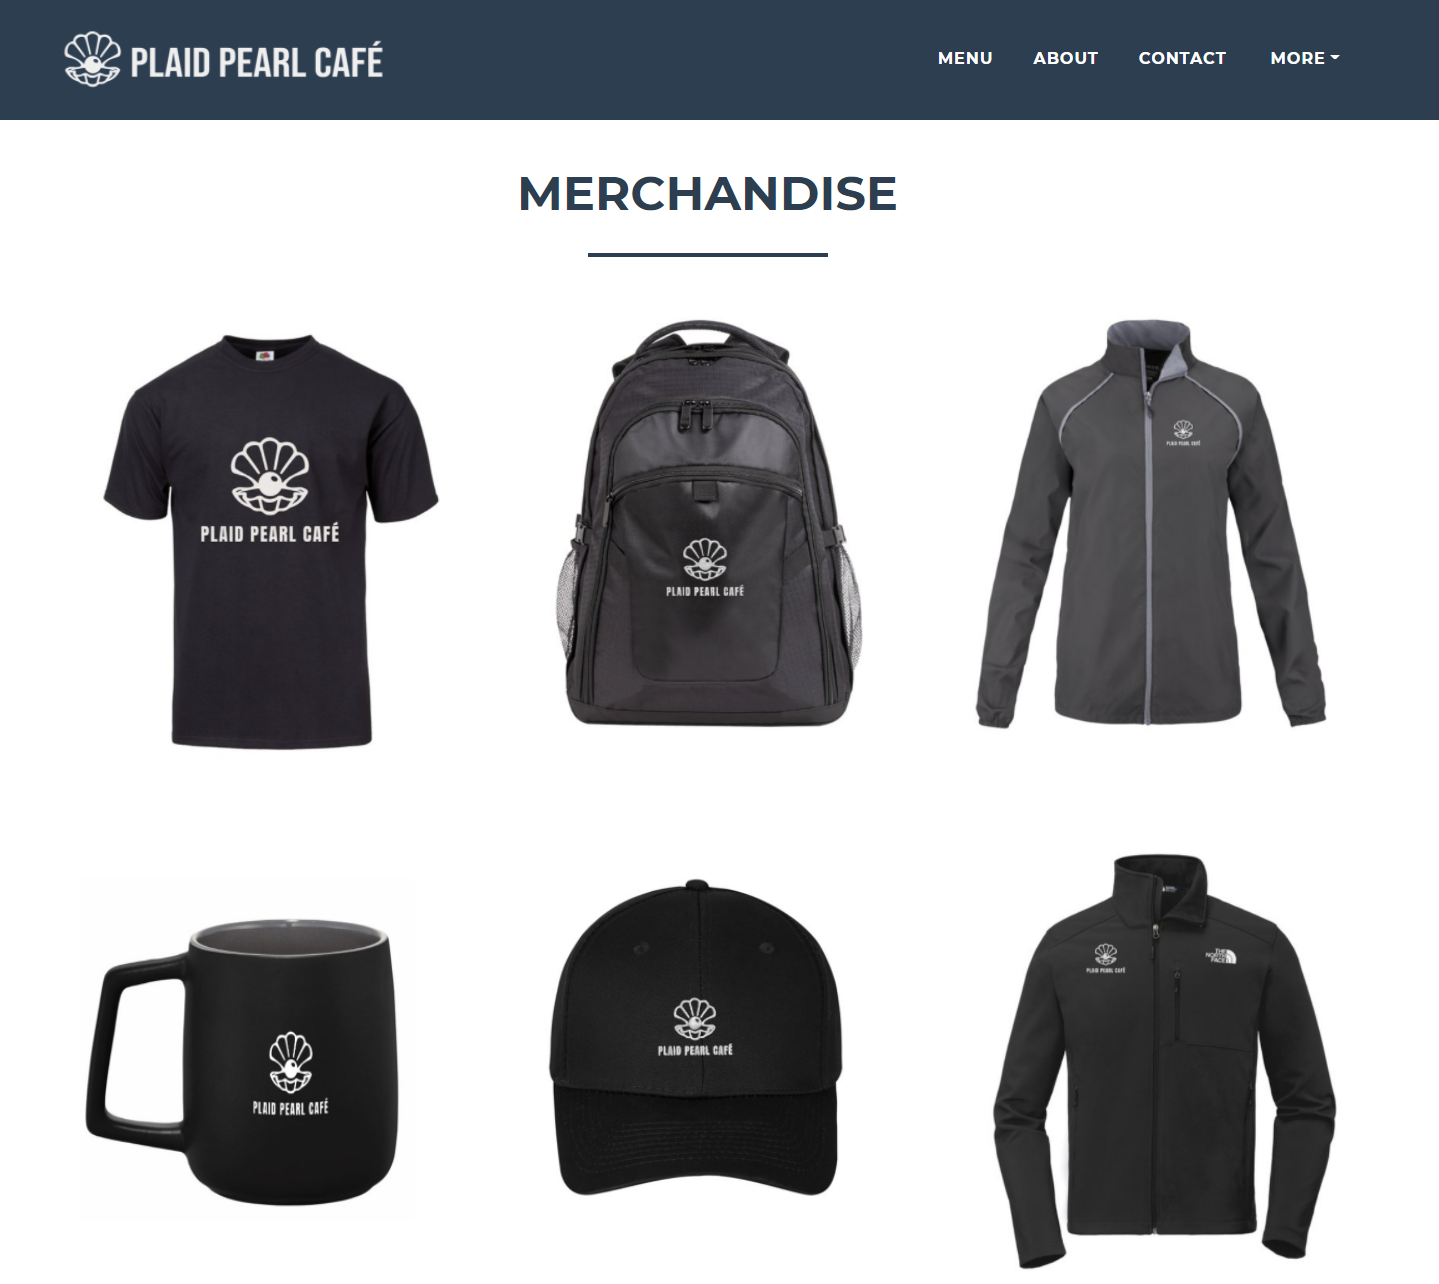 PLAID PEARL CAFÉ
MENU
ABOUT
CONTACT
MORE
MERCHANDISE
PLAID PEARL CAFÉ
PLAID PEARL CAFÉ
PLAID PEARL CAFÉ
PLAID PEARL CAFÉ
PLAID PEARL CAFÉ
PLAID PEARL CAFÉ
THE
NORTH
FACE